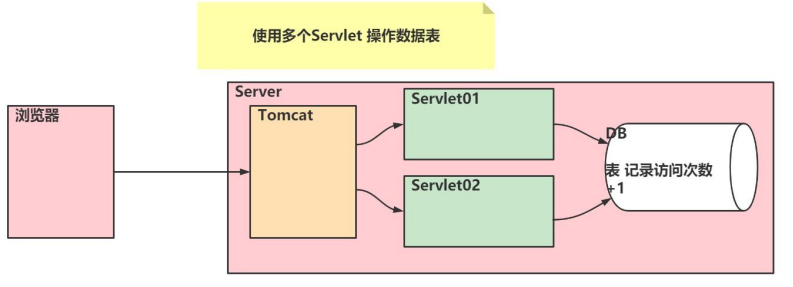 使用多个Servlet 操作数据表
Server
浏览器
Tomcat
Servlet01
Servlet02
DB
表 记录访问次数
+1